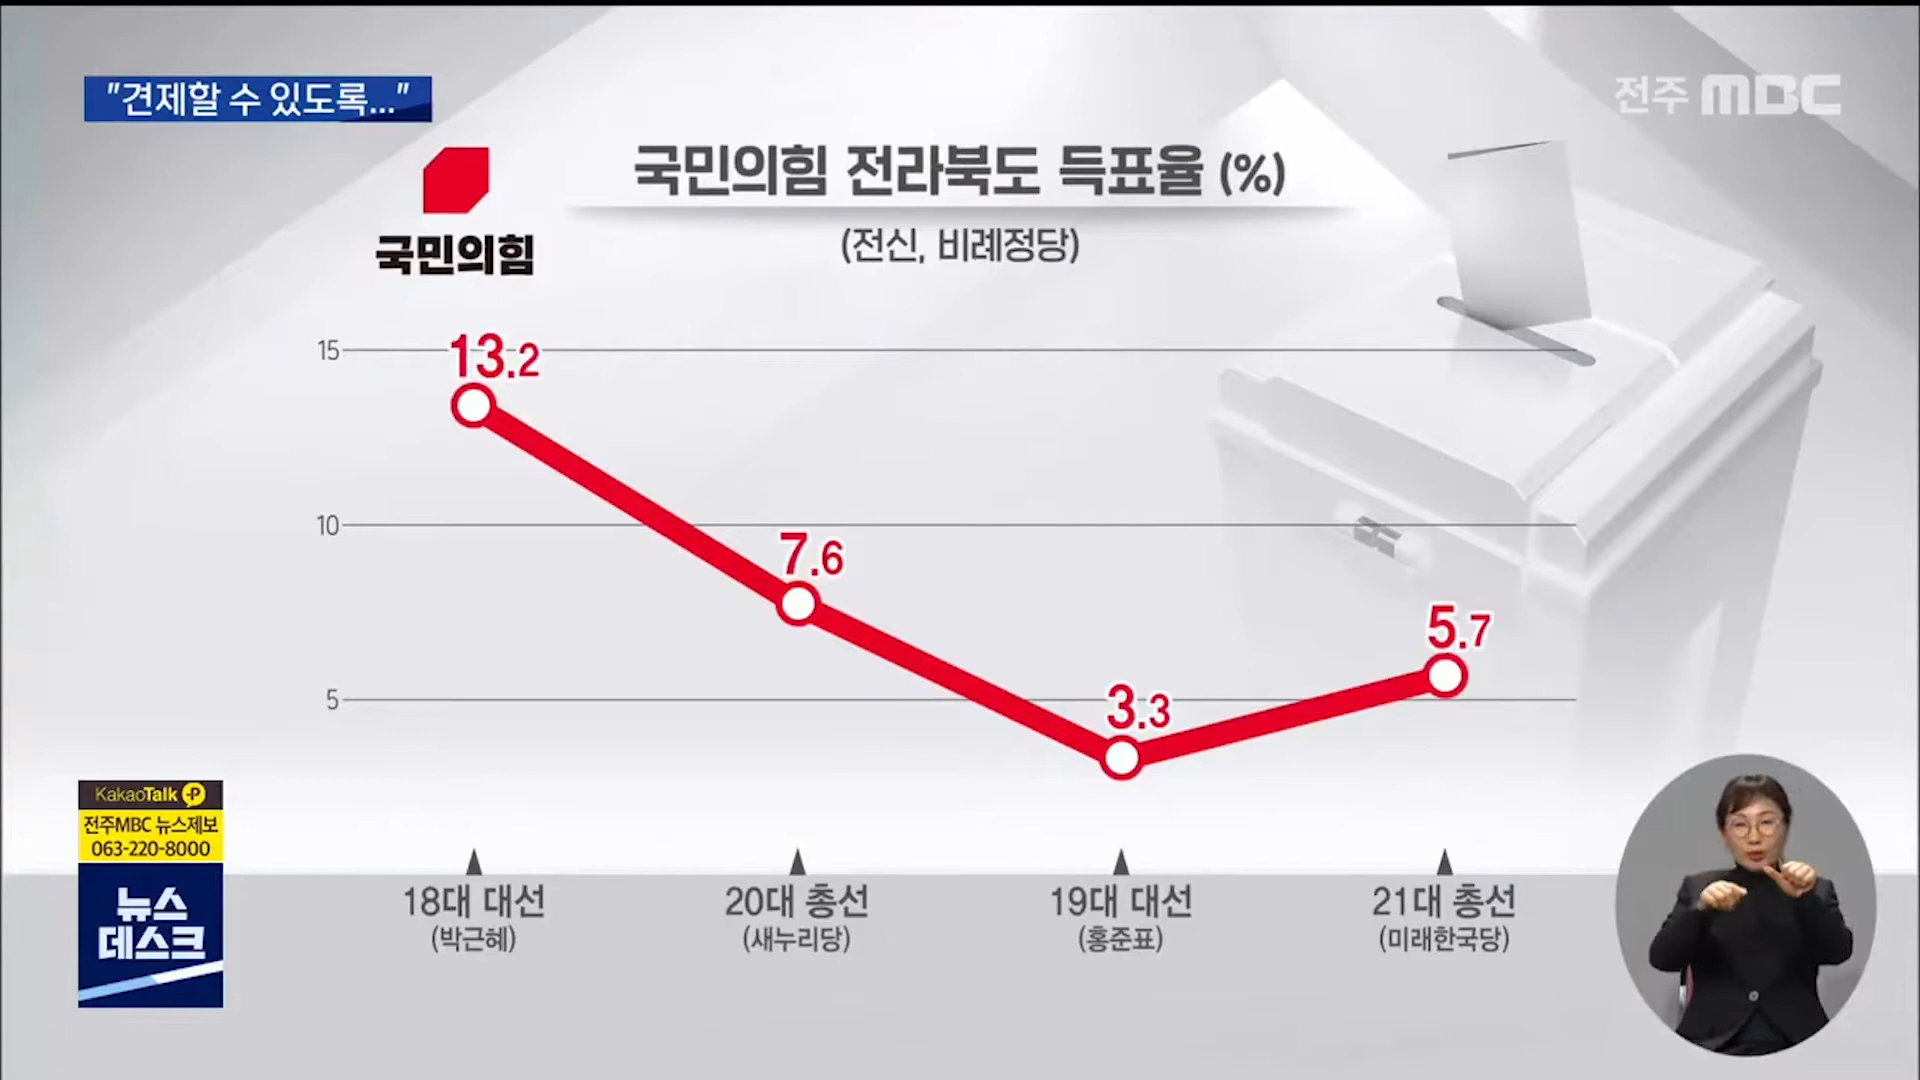 "견제할 수 있도록..."
전주 MBC
국민의힘
국민의힘 전라북도 득표율 (%)
(전신, 비례정당)
15
13.2
10
7.6
5
3.3
5.7
18대 대선
(박근혜)
20대 총선
(새누리당)
19대 대선
(홍준표)
21대 총선
(미래한국당)
KakaoTalk P
전주MBC 뉴스제보
063-220-8000
뉴스
데스크